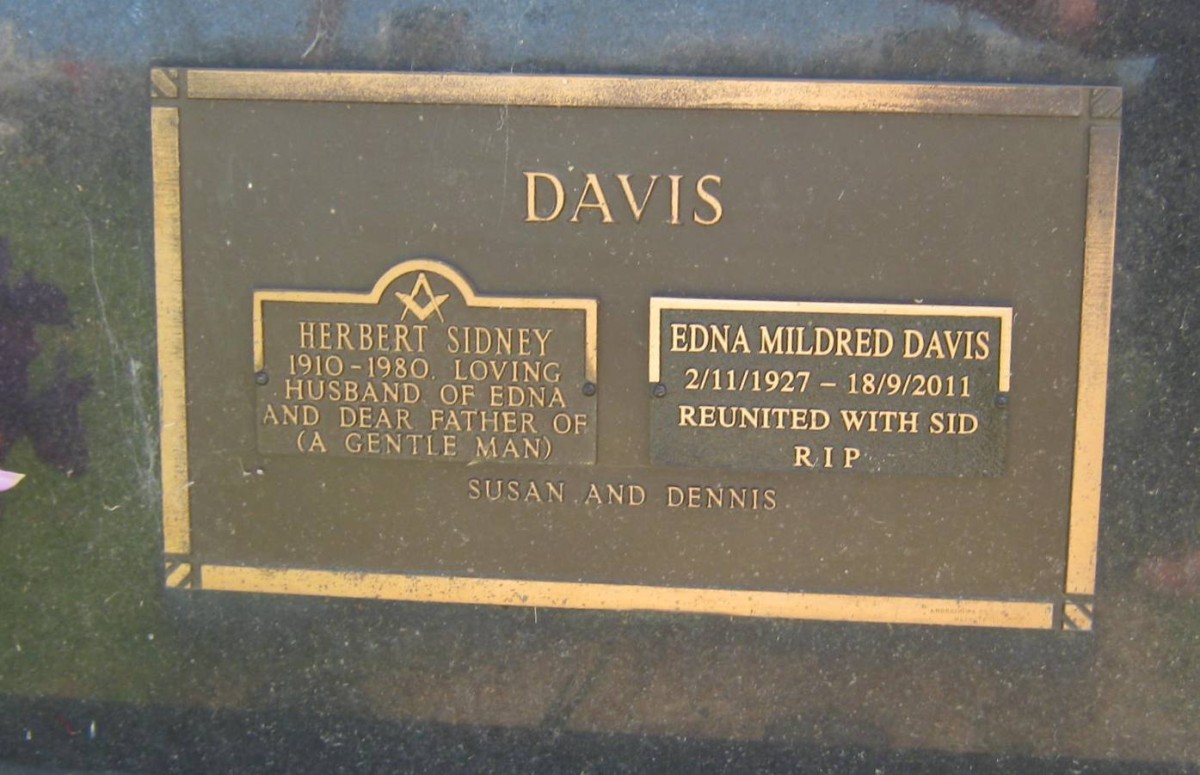 DAVIS
HERBERT SIDNEY
1910-1980. LOVING
HUSBAND OF EDNA
AND DEAR FATHER OF
(A GENTLE MAN)
EDNA MILDRED DAVIS
2/11/1927 – 18/9/2011
REUNITED WITH SID
R I P
SUSAN AND DENNIS